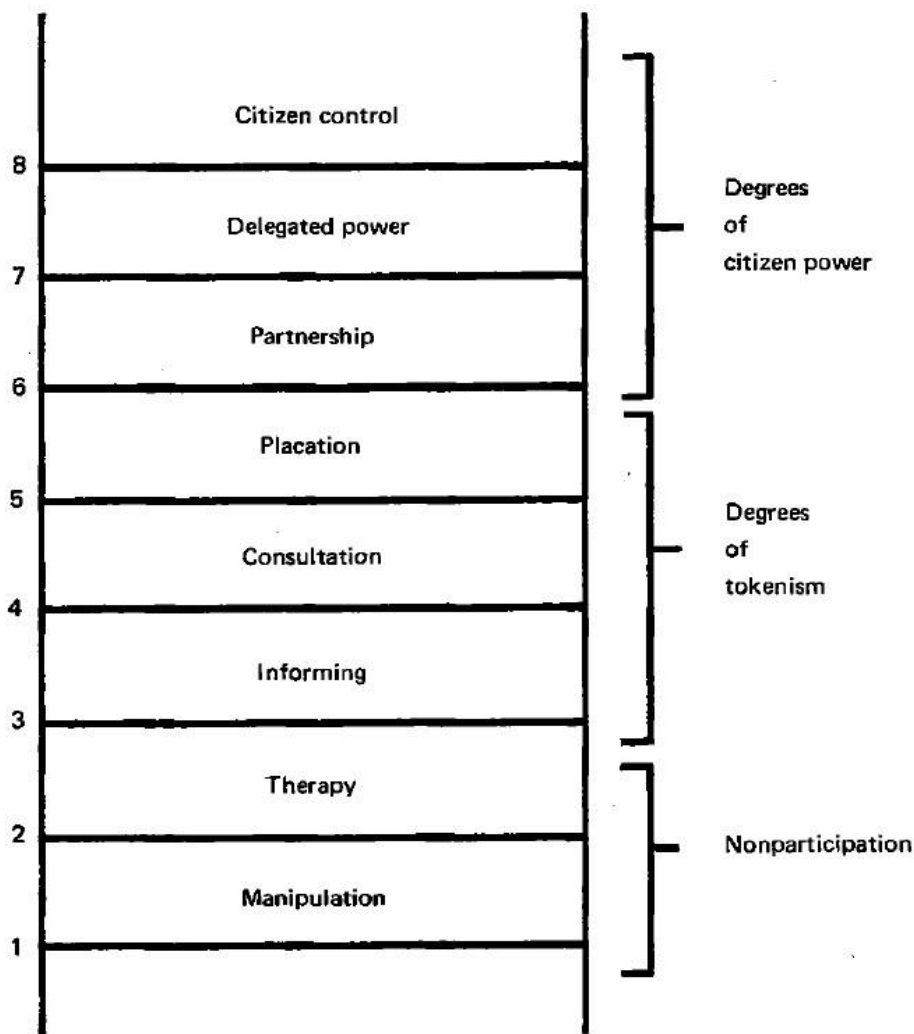 Citizen control
8
Delegated power
7
Partnership
6
Placation
5
Consultation
4
Informing
3
Therapy
2
Manipulation
1
Degrees
of
citizen power
Degrees
of
tokenism
Nonparticipation